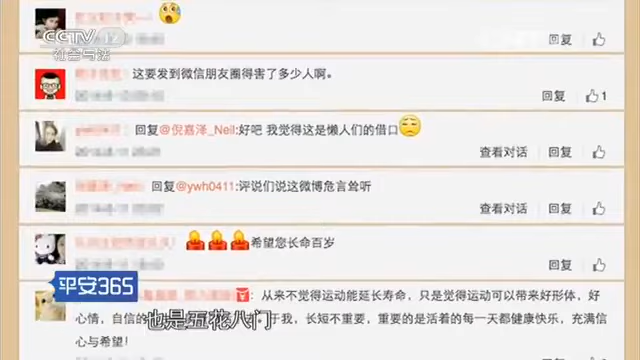 CCTV 12
社会与法
回复
这要发到微信朋友圈得害了多少人啊。
回复 1
回复@倪嘉泽_Neil:好吧 我觉得这是懒人们的借口
查看对话 回复
回复@ywh0411:评说们说这微博危言耸听
查看对话 回复
希望您长命百岁
回复
平安365
：从来不觉得运动能延长寿命，只是觉得运动可以带来好形体，好
心情，自信的 于我，长短不重要，重要的是活着的每一天都健康快乐，充满信
心与希望！
也是五花八门